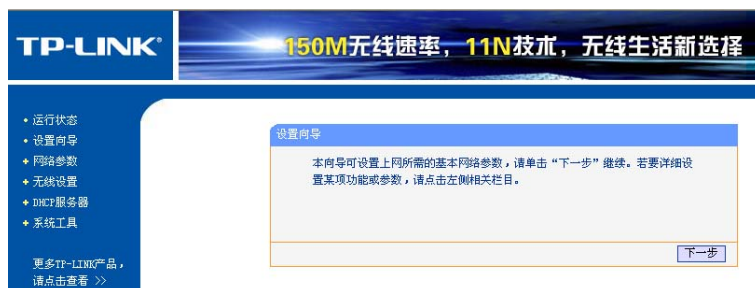 TP-LINK®
150M无线速率，11N技术，无线生活新选择
• 运行状态
• 设置向导
+ 网络参数
+ 无线设置
+ DHCP服务器
+ 系统工具
更多TP-LINK产品，
请点击查看 >>
设置向导
本向导可设置上网所需的基本网络参数，请单击“下一步”继续。若要详细设
置某项功能或参数，请点击左侧相关栏目。
下一步